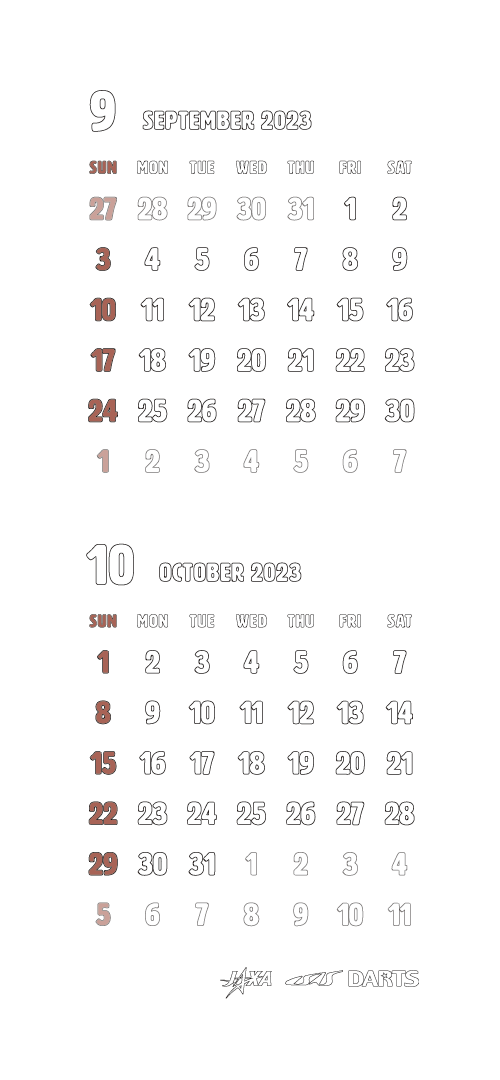 9 SEPTEMBER 2023
SUN MON TUE WED THU FRI SAT
27 28 29 30 31 1 2
3 4 5 6 7 8 9
10 11 12 13 14 15 16
17 18 19 20 21 22 23
24 25 26 27 28 29 30
1 2 3 4 5 6 7
10 OCTOBER 2023
SUN MON TUE WED THU FRI SAT
1 2 3 4 5 6 7
8 9 10 11 12 13 14
15 16 17 18 19 20 21
22 23 24 25 26 27 28
29 30 31 1 2 3 4
5 6 7 8 9 10 11
JAXA ISAS DARTS